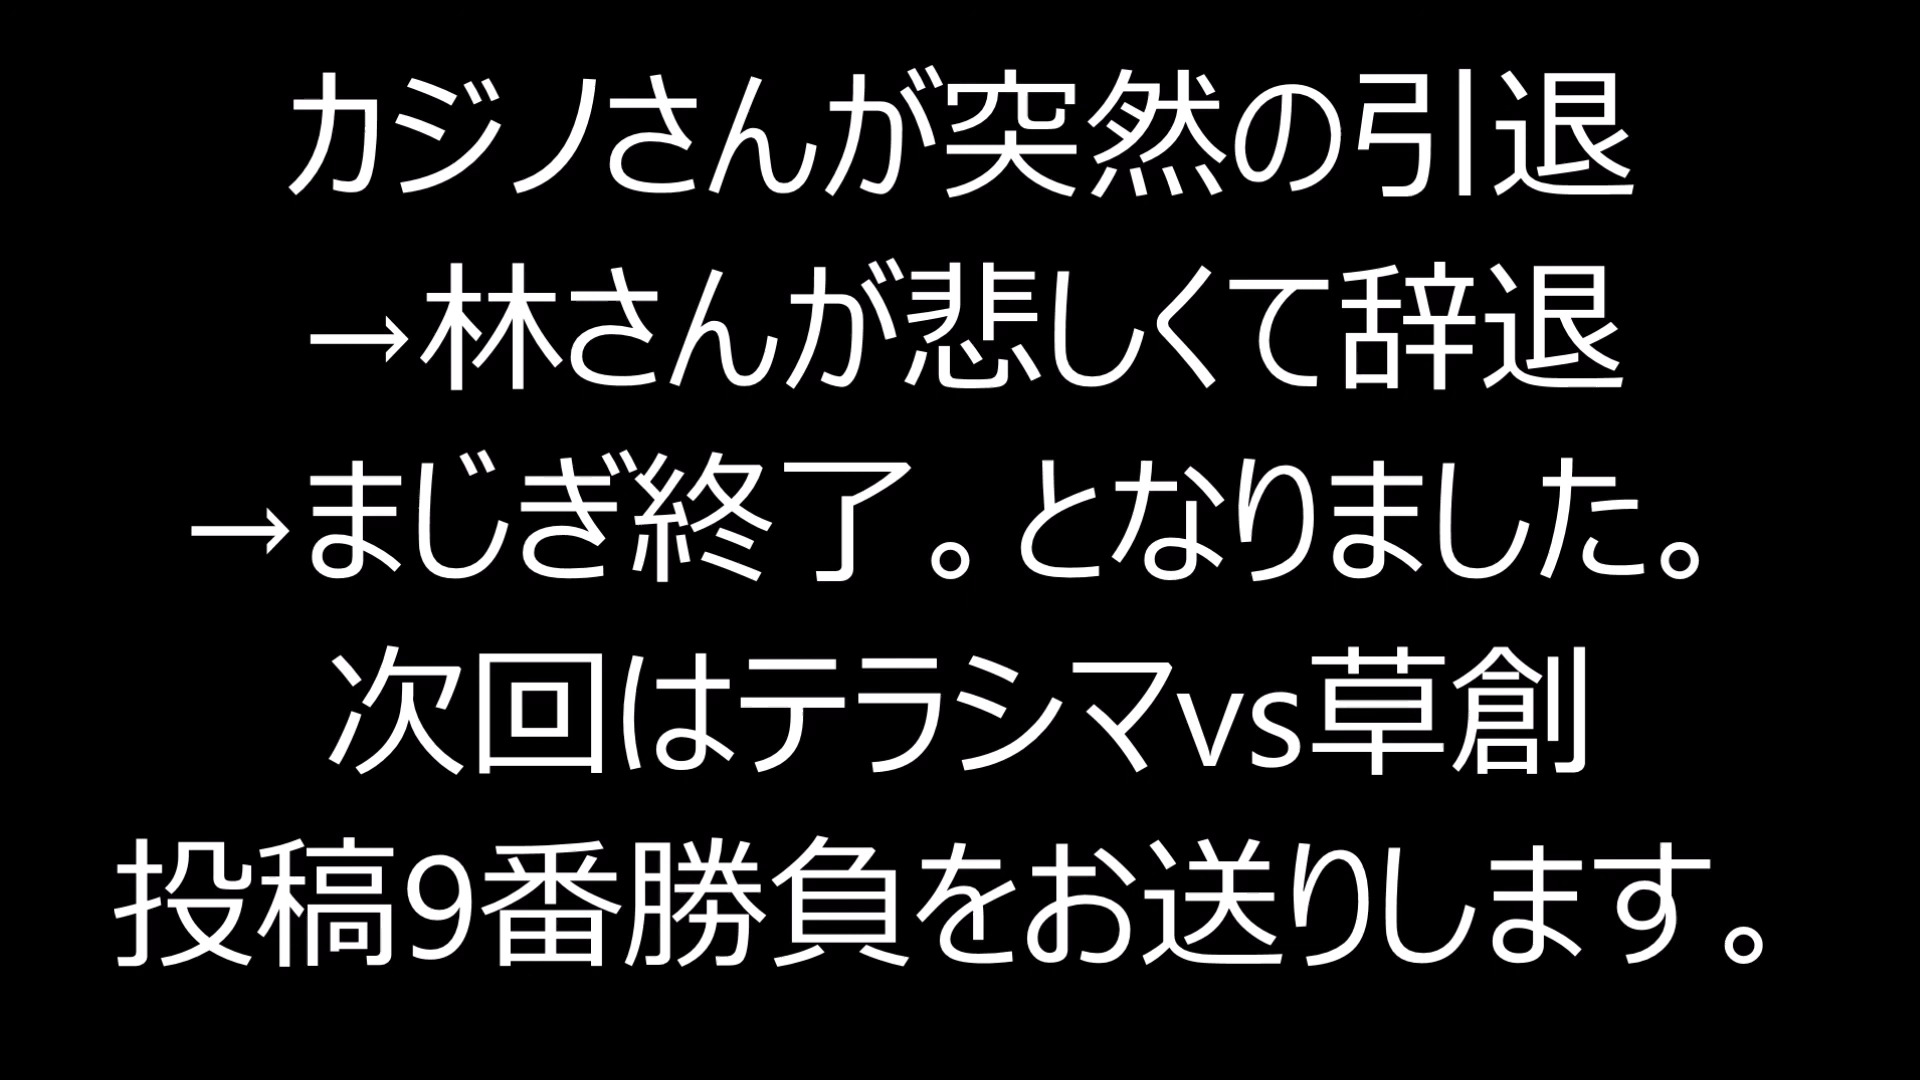 カジノさんが突然の引退
→林さんが悲しくて辞退
→まじぎ終了。となりました。
次回はテラシマvs草創
投稿9番勝負をお送りします。